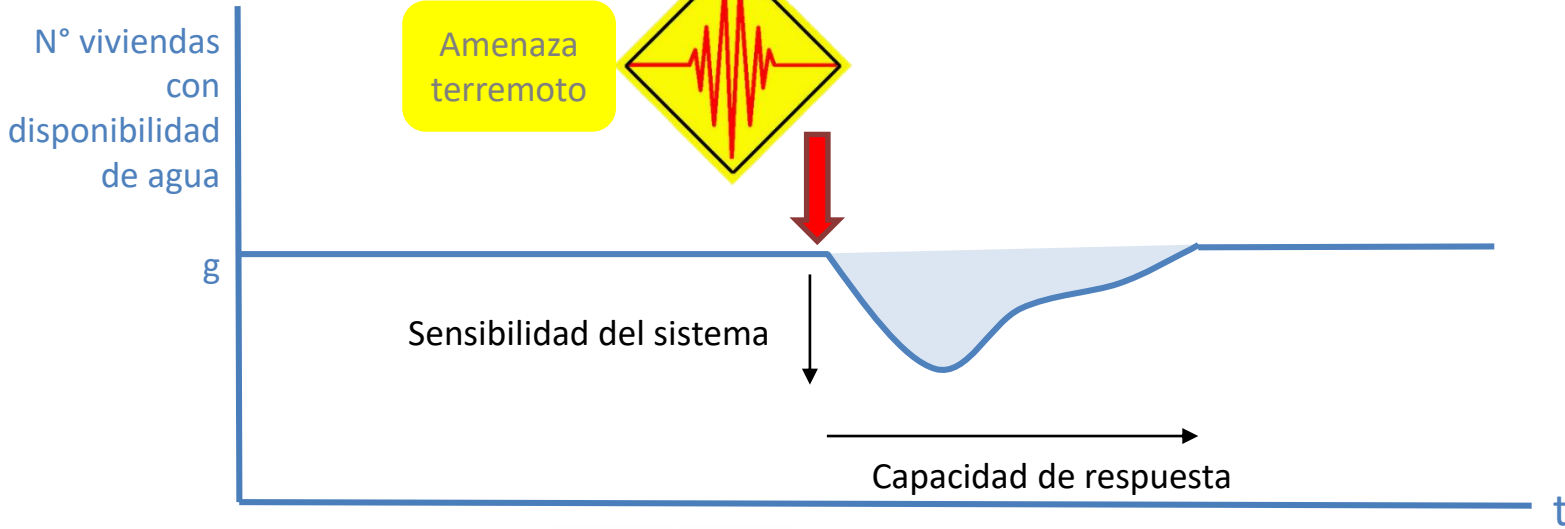 N° viviendas
con
disponibilidad
de agua
Amenaza
terremoto
g
Sensibilidad del sistema
Capacidad de respuesta
t